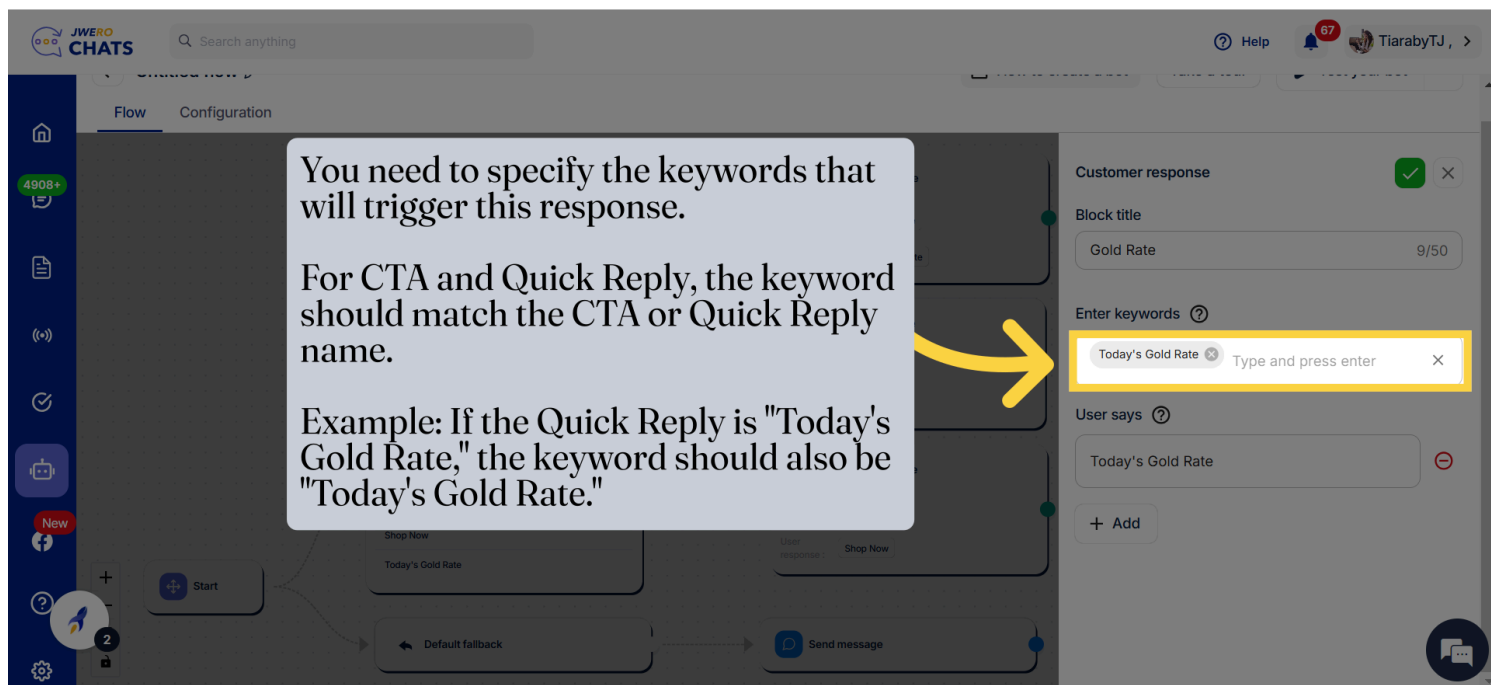 JWERO
CHATS
Search anything
Help
67
TiarabyTJ ,
Flow
Configuration
4908+
New
2
You need to specify the keywords that
will trigger this response.
For CTA and Quick Reply, the keyword
should match the CTA or Quick Reply
name.
Example: If the Quick Reply is "Today's
Gold Rate," the keyword should also be
"Today's Gold Rate."
Start
Shop Now
Today's Gold Rate
User
response :
Shop Now
Default fallback
Send message
Customer response
Block title
Gold Rate
9/50
Enter keywords
Today's Gold Rate
Type and press enter
User says
Today's Gold Rate
+ Add